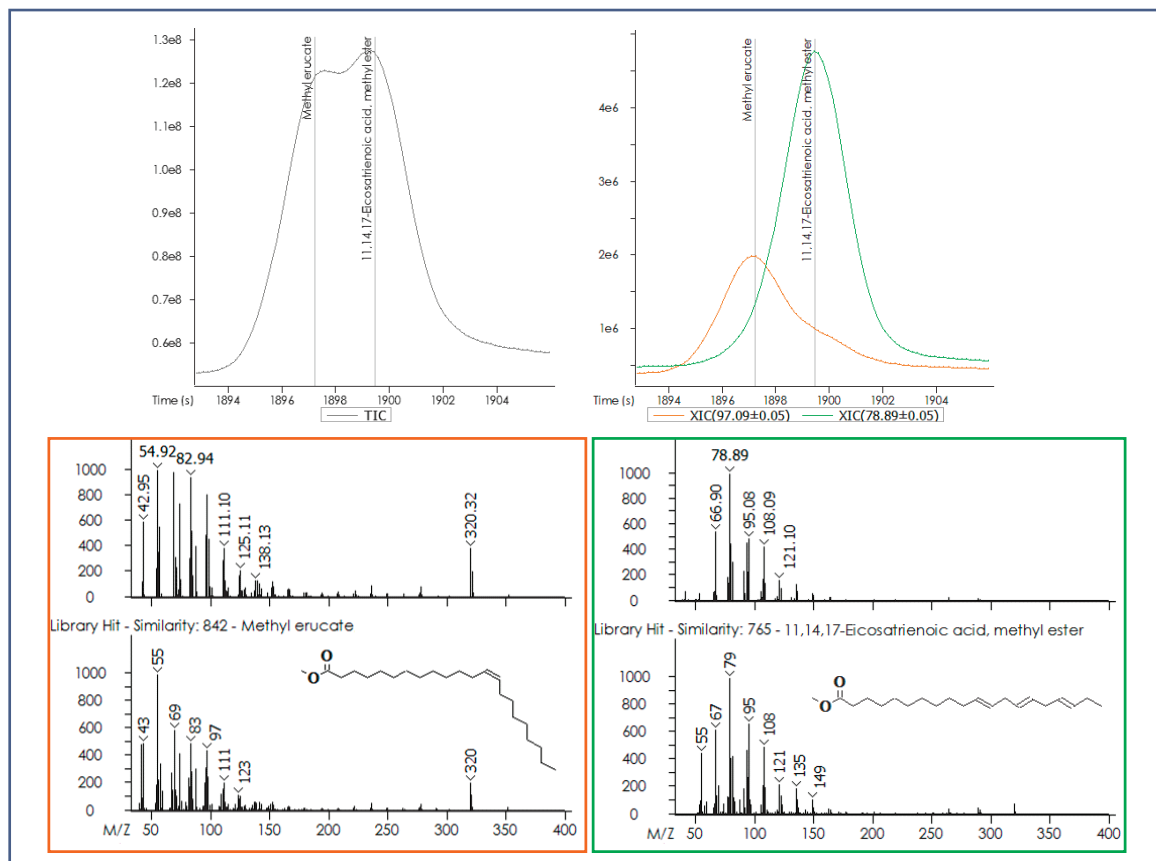 1.3e8
1.2e8
1.1e8
1.0e8
0.9e8
0.8e8
0.7e8
0.6e8
Methyl erucate
11,14,17-Eicosatrienoic acid, methyl ester
Time (s) 1894 1896 1898 1900 1902 1904
TIC
4e6
3e6
2e6
1e6
Methyl erucate
11,14,17-Eicosatrienoic acid, methyl ester
Time (s) 1894 1896 1898 1900 1902 1904
XIC(97.09±0.05) XIC(78.89±0.05)
1000
800
600
400
200
0
42.95
54.92
82.94
111.10
125.11
138.13
320.32
Library Hit - Similarity: 842 - Methyl erucate
1000
800
600
400
200
0
43
55
69
83
97
111
123
320
O
O
M/Z 50 100 150 200 250 300 350 400
1000
800
600
400
200
0
66.90
78.89
95.08
108.09
121.10
Library Hit - Similarity: 765 - 11,14,17-Eicosatrienoic acid, methyl ester
1000
800
600
400
200
0
55
67
79
95
108
121
135
149
O
O
M/Z 50 100 150 200 250 300 350 400